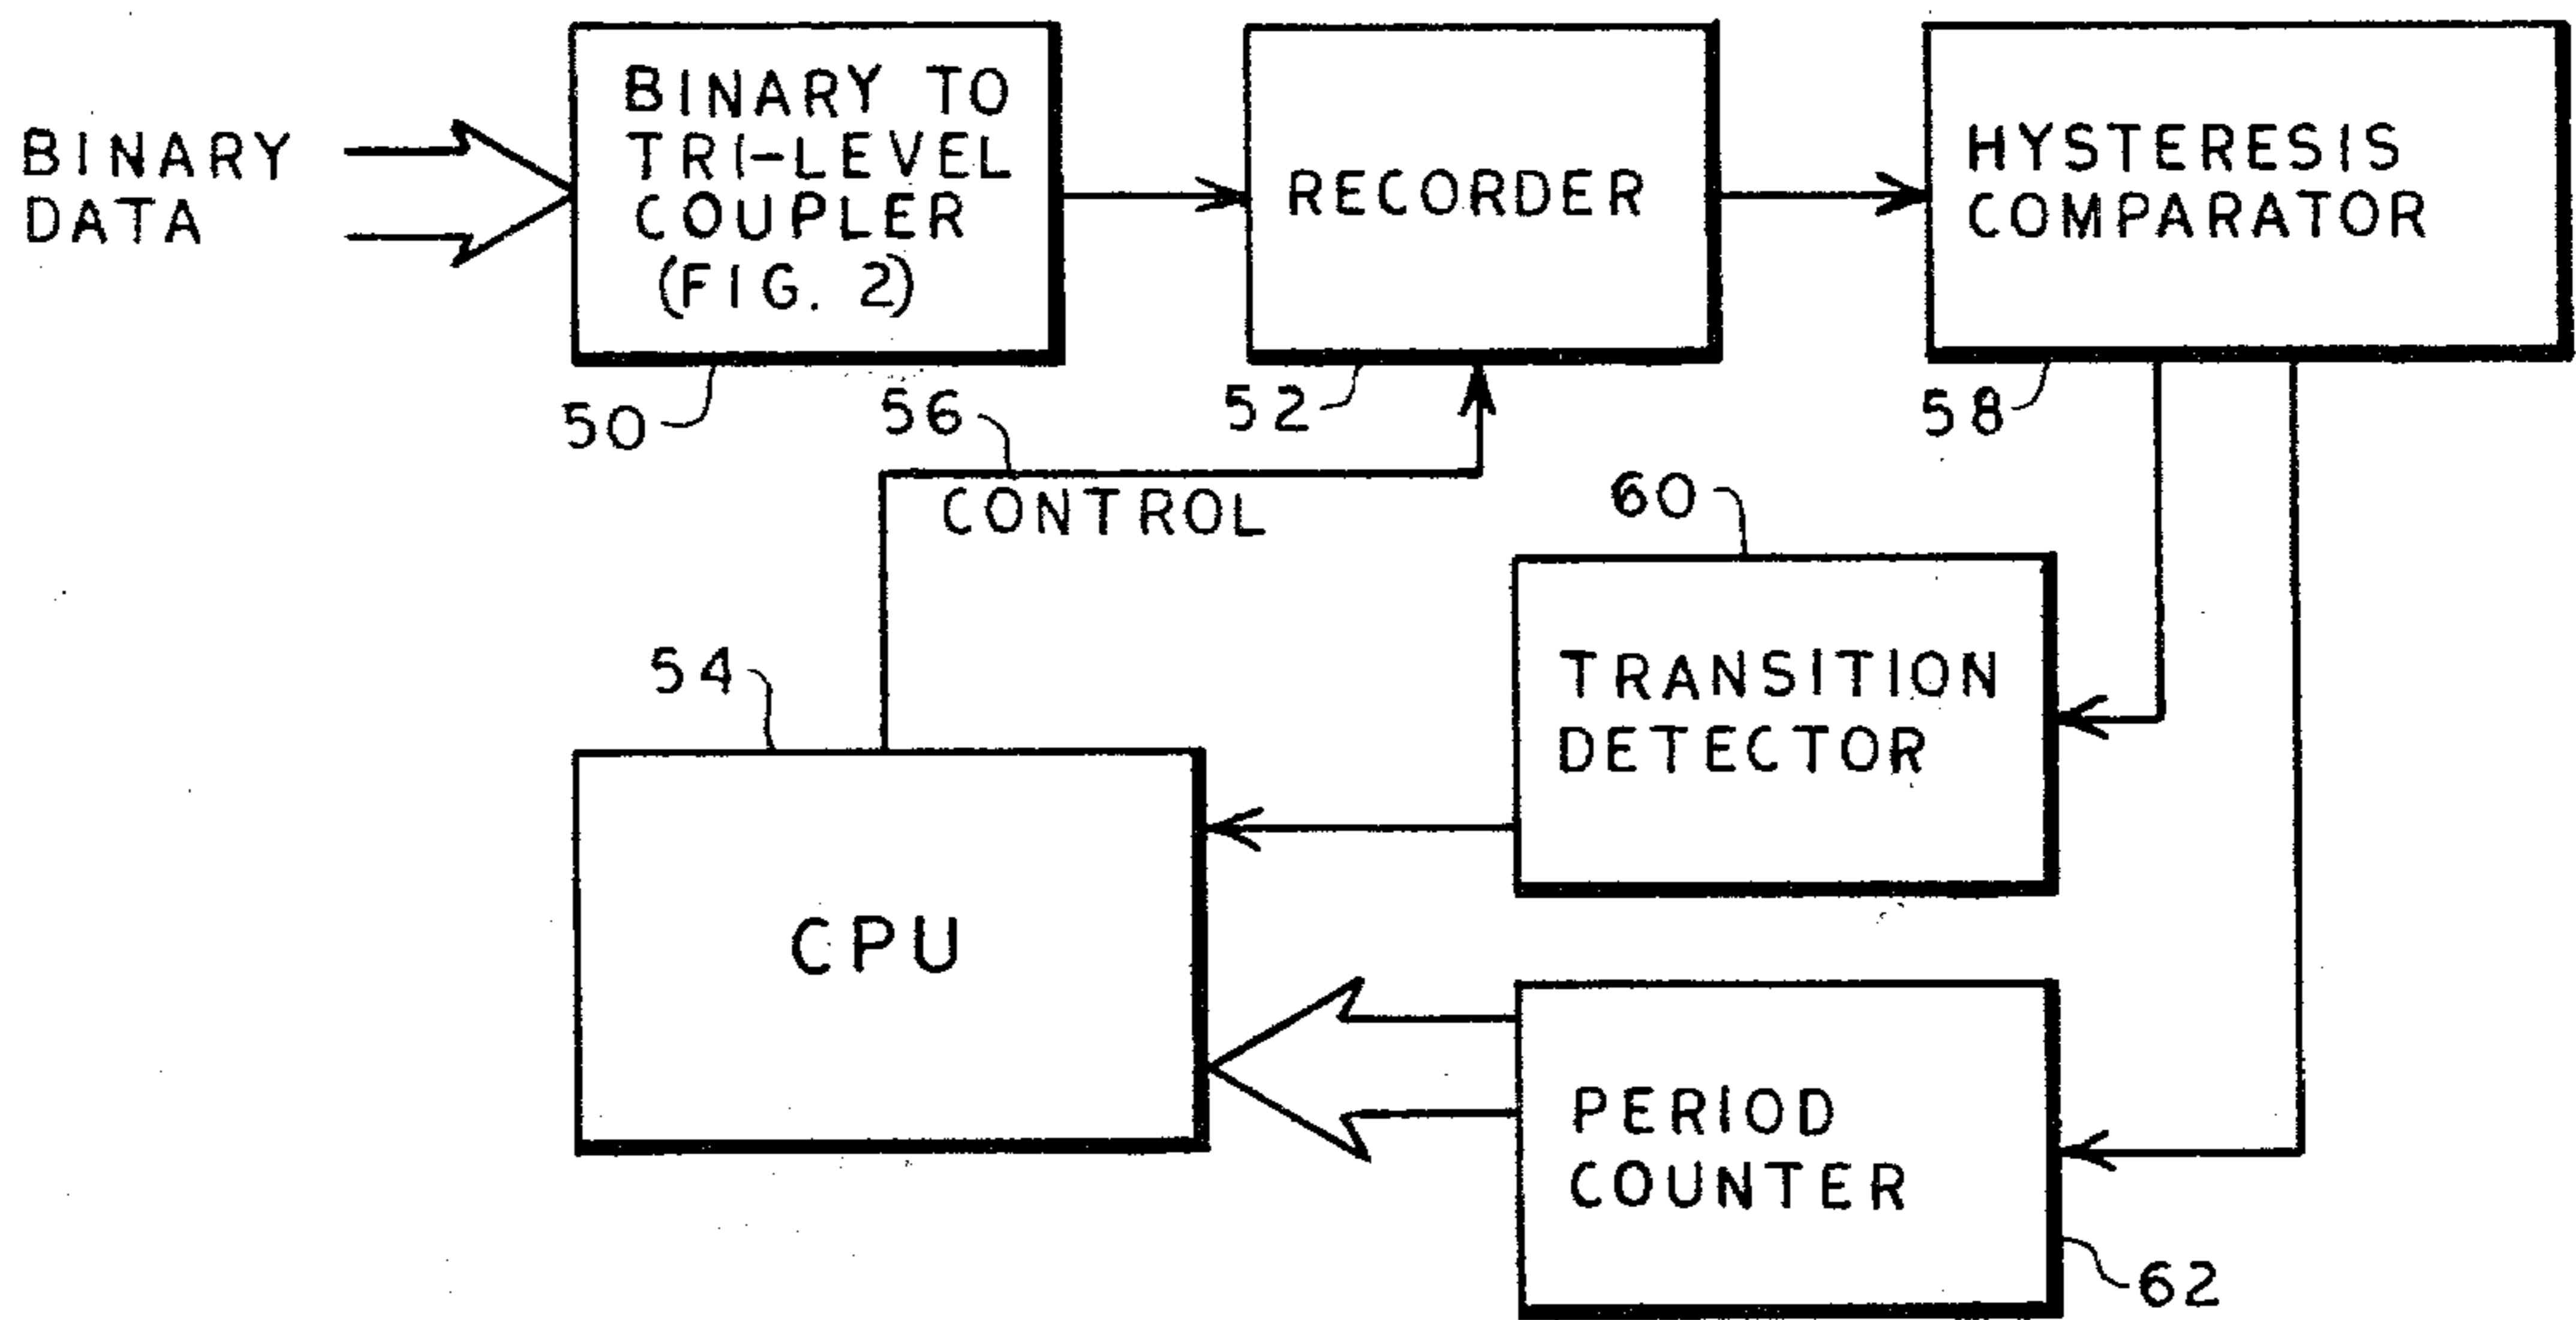 BINARY
DATA
BINARY TO
TRI-LEVEL
COUPLER
(FIG. 2)
50
RECORDER
52
HYSTERESIS
COMPARATOR
58
56
CONTROL
60
TRANSITION
DETECTOR
54
CPU
PERIOD
COUNTER
62